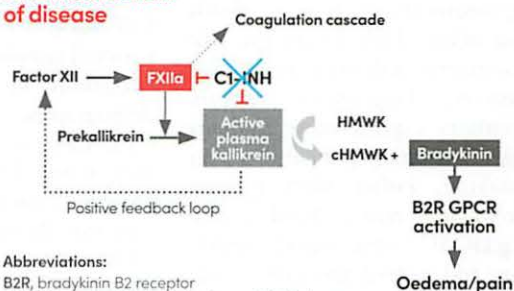 of disease
Coagulation cascade
Factor XII
FXIIa
C1-INH
Prekallikrein
Active
plasma
kallikrein
HMWK
cHMWK +
Bradykinin
Positive feedback loop
B2R GPCR
activation
Oedema/pain
Abbreviations:
B2R, bradykinin B2 receptor